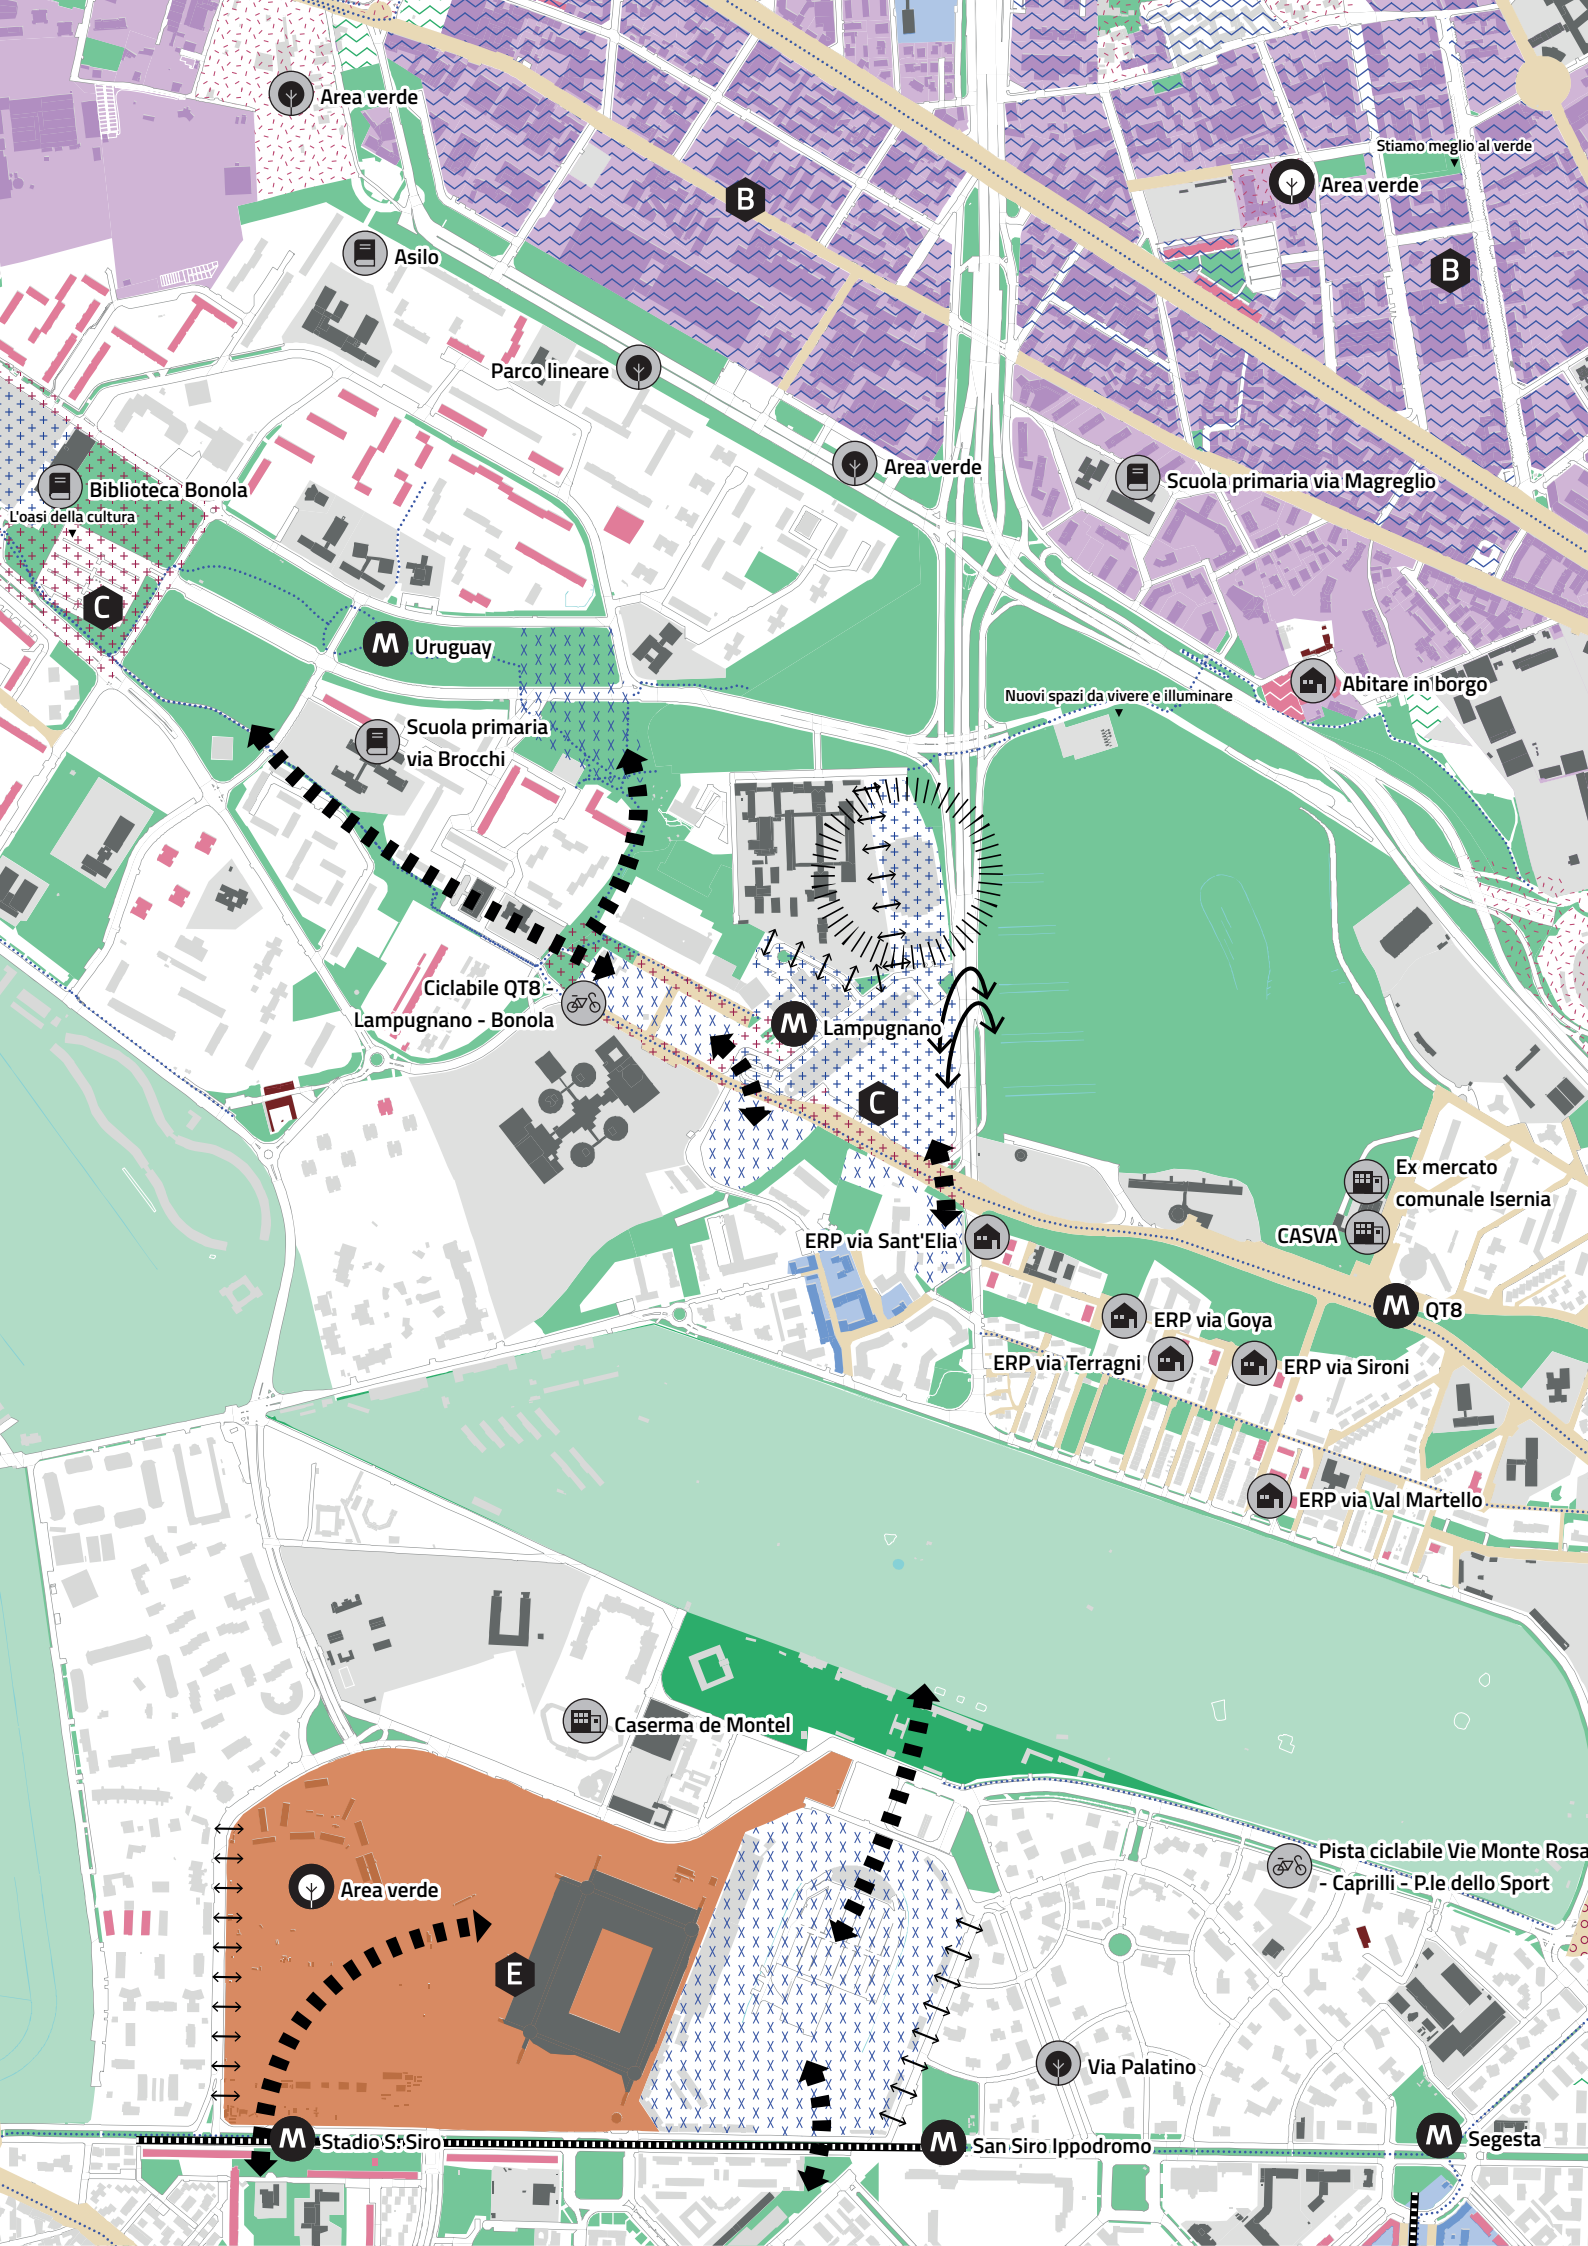 Area verde
Stiamo meglio al verde
Area verde
B
Asilo
B
Parco lineare
Area verde
Scuola primaria via Magreglio
Biblioteca Bonola
L'oasi della cultura
C
M Uruguay
Abitare in borgo
Nuovi spazi da vivere e illuminare
Scuola primaria
via Brocchi
Ciclabile QT8 -
Lampugnano - Bonola
M Lampugnano
C
Ex mercato
comunale Isernia
CASVA
ERP via Sant'Elia
M QT8
ERP via Goya
ERP via Terragni
ERP via Sironi
ERP via Val Martello
Caserma de Montel
Pista ciclabile Vie Monte Rosa
- Caprilli - P.le dello Sport
Area verde
E
Via Palatino
M Stadio S. Siro
M San Siro Ippodromo
M Segesta